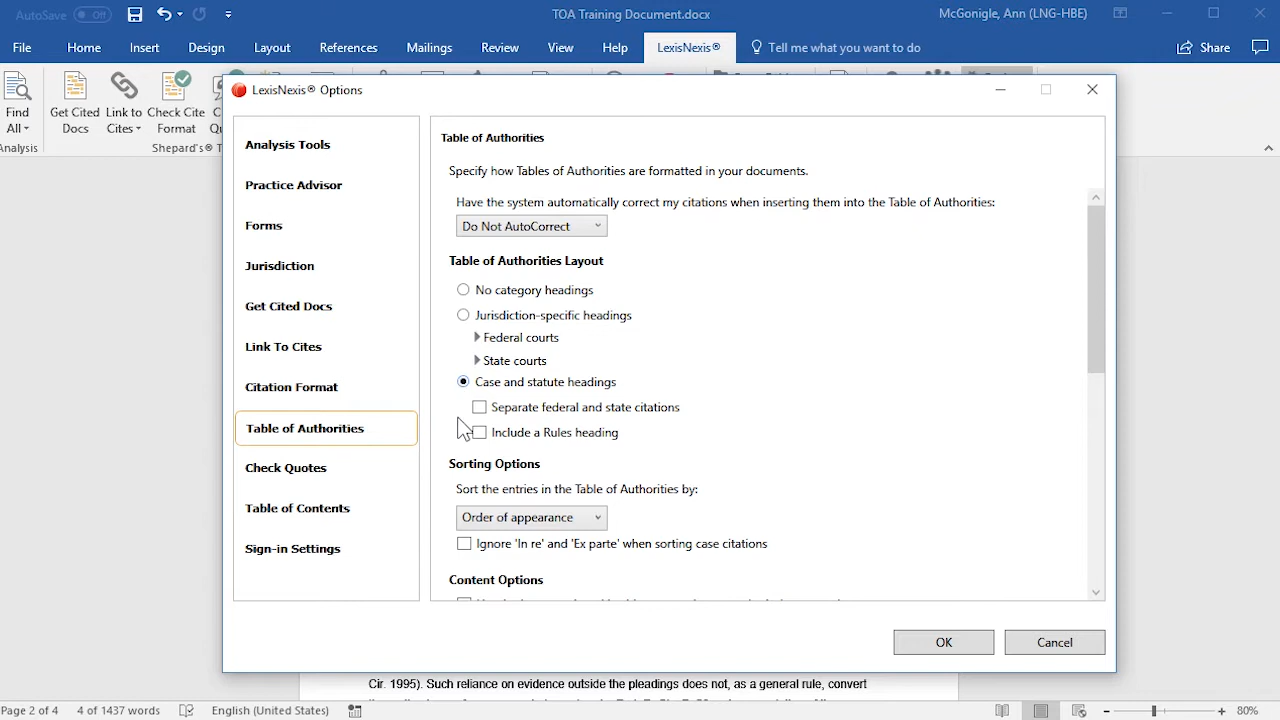 AutoSave Off
TOA Training Document.docx
McGonigle, Ann (LNG-HBE)
File Home Insert Design Layout References Mailings Review View Help LexisNexis® Tell me what you want to do Share
Find All
Get Cited Docs
Link to Cites
Check Cite Format
Analysis
Shepard's® T
LexisNexis® Options
Analysis Tools
Practice Advisor
Forms
Jurisdiction
Get Cited Docs
Link To Cites
Citation Format
Table of Authorities
Check Quotes
Table of Contents
Sign-in Settings
Table of Authorities
Specify how Tables of Authorities are formatted in your documents.
Have the system automatically correct my citations when inserting them into the Table of Authorities:
Do Not AutoCorrect
Table of Authorities Layout
No category headings
Jurisdiction-specific headings
Federal courts
State courts
Case and statute headings
Separate federal and state citations
Include a Rules heading
Sorting Options
Sort the entries in the Table of Authorities by:
Order of appearance
Ignore 'In re' and 'Ex parte' when sorting case citations
Content Options
OK
Cancel
Cir. 1995). Such reliance on evidence outside the pleadings does not, as a general rule, convert
Page 2 of 4 4 of 1437 words English (United States) 80%